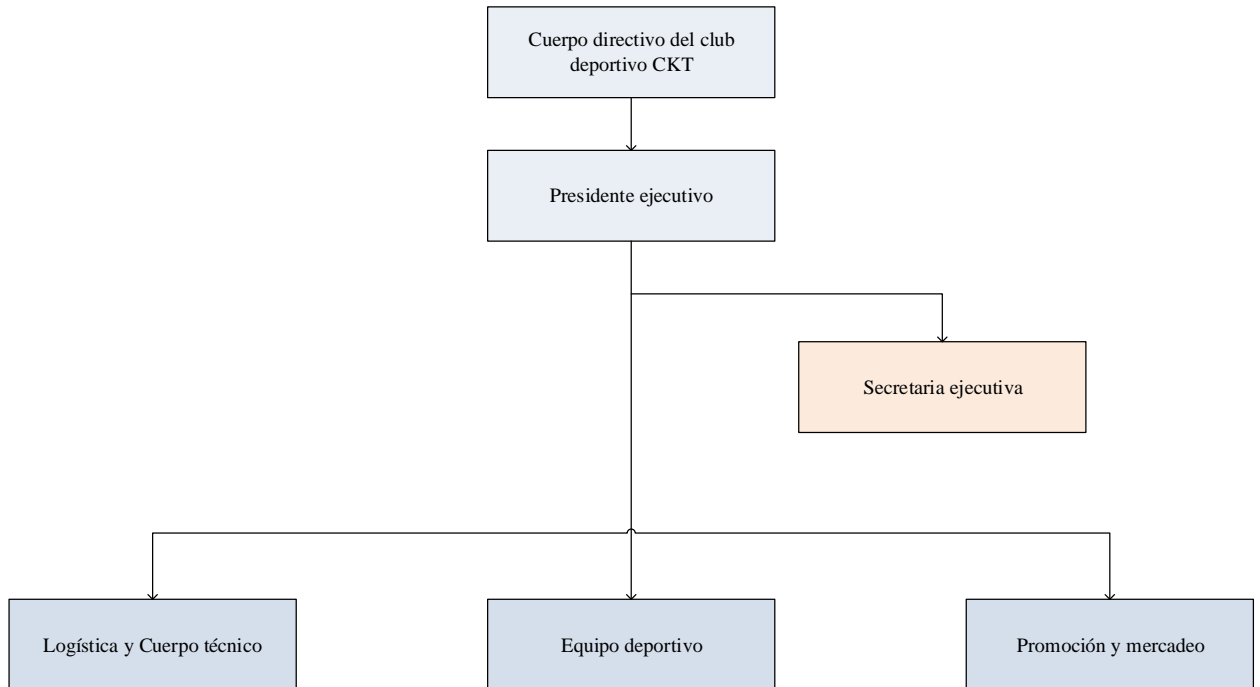 Cuerpo directivo del club
deportivo CKT
Presidente ejecutivo
Secretaria ejecutiva
Logística y Cuerpo técnico
Equipo deportivo
Promoción y mercadeo